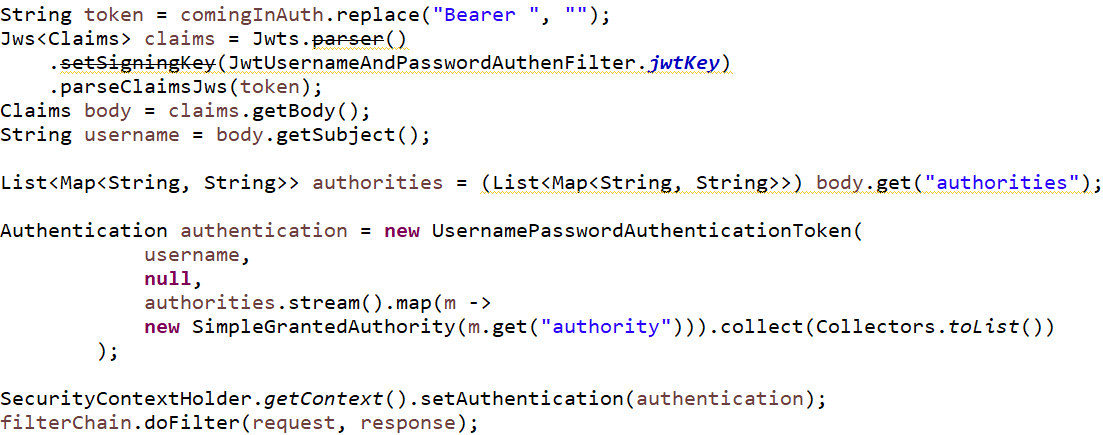 String token = comingInAuth.replace("Bearer ", "");
Jws<Claims> claims = Jwts.parser()
    .setSigningKey(JwtUsernameAndPasswordAuthenFilter.jwtKey)
    .parseClaimsJws(token);
Claims body = claims.getBody();
String username = body.getSubject();

List<Map<String, String>> authorities = (List<Map<String, String>>) body.get("authorities");

Authentication authentication = new UsernamePasswordAuthenticationToken(
            username,
            null,
            authorities.stream().map(m ->
            new SimpleGrantedAuthority(m.get("authority"))).collect(Collectors.toList())
        );

SecurityContextHolder.getContext().setAuthentication(authentication);
filterChain.doFilter(request, response);